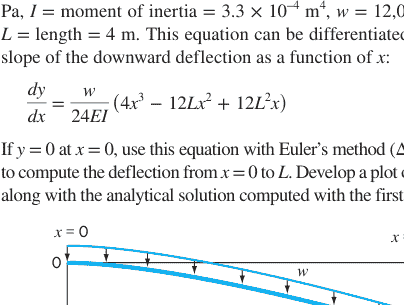 Pa, I = moment of inertia = 3.3 × 10⁻⁴ m⁴, w = 12,0
L = length = 4 m. This equation can be differentiated
slope of the downward deflection as a function of x:
dy/dx = w/24EI (4x³ − 12Lx² + 12L²x)
If y = 0 at x = 0, use this equation with Euler’s method (Δ
to compute the deflection from x = 0 to L. Develop a plot
along with the analytical solution computed with the first
x = 0
x
0
w